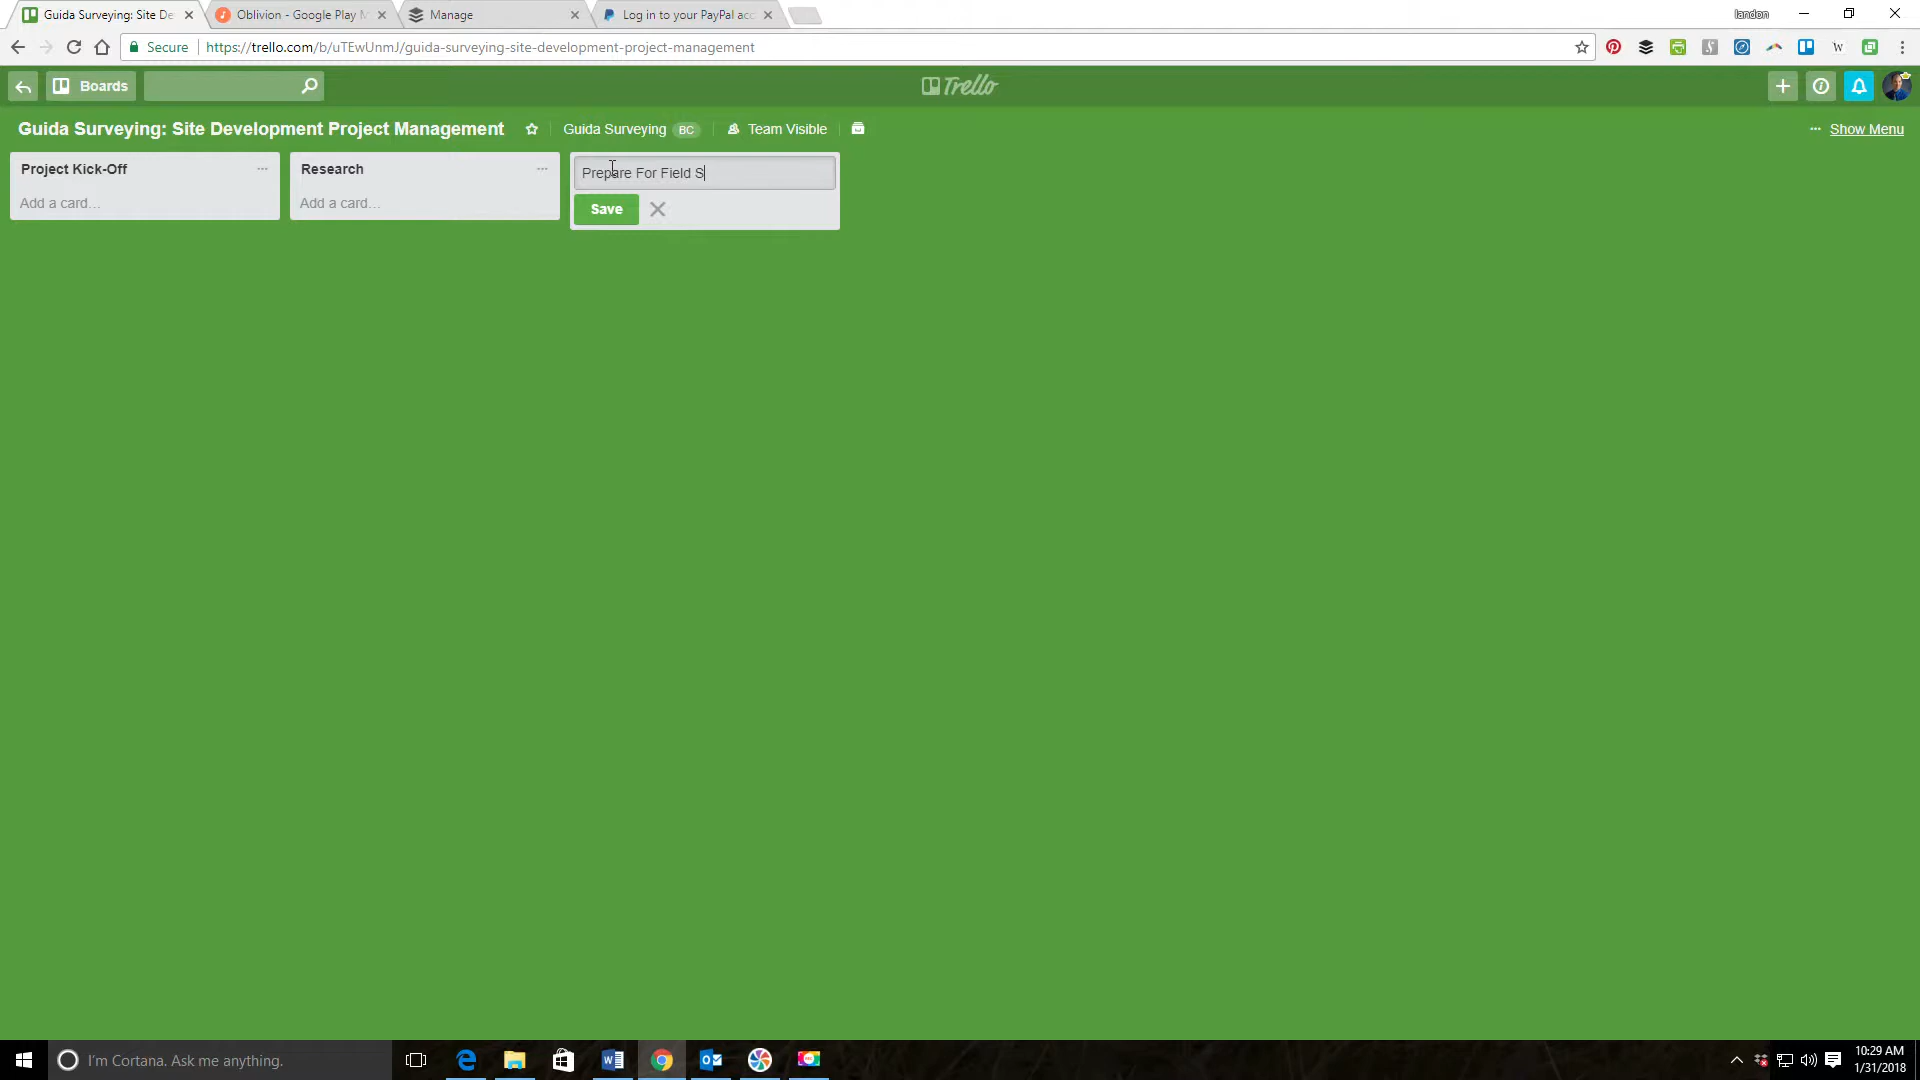 Guida Surveying: Site De
Oblivion - Google Play M
Manage
Log in to your PayPal acc
landon
Secure
https://trello.com/b/uTEwUnmJ/guida-surveying-site-development-project-management
W
Boards
Trello
Guida Surveying: Site Development Project Management
Guida Surveying BC
Team Visible
Show Menu
Project Kick-Off
Research
Prepare For Field S
Add a card...
Add a card...
Save
I'm Cortana. Ask me anything.
10:29 AM
1/31/2018